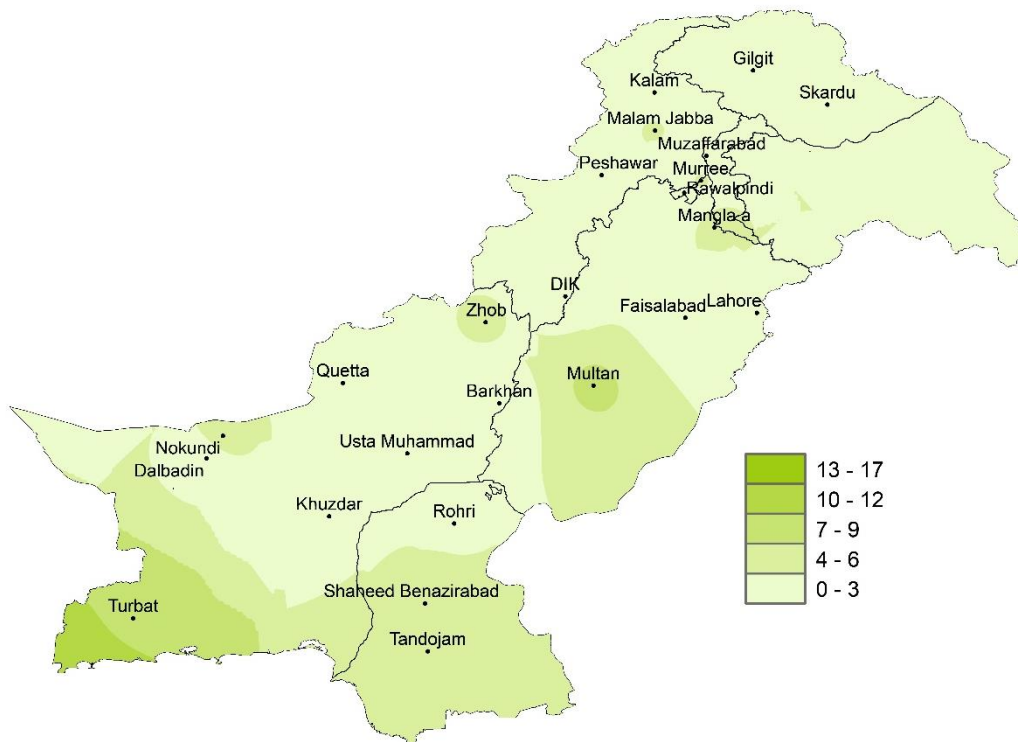 Gilgit
Kalam
Skardu
Malam Jabba
Muzaffarabad
Peshawar
Murree
Rawalpindi
Mangla a
DIK
Zhob
Faisalabad
Lahore
Quetta
Multan
Barkhan
Nokundi
Usta Muhammad
Dalbadin
Khuzdar
Rohri
Shaheed Benazirabad
Turbat
Tandojam
13 - 17
10 - 12
7 - 9
4 - 6
0 - 3